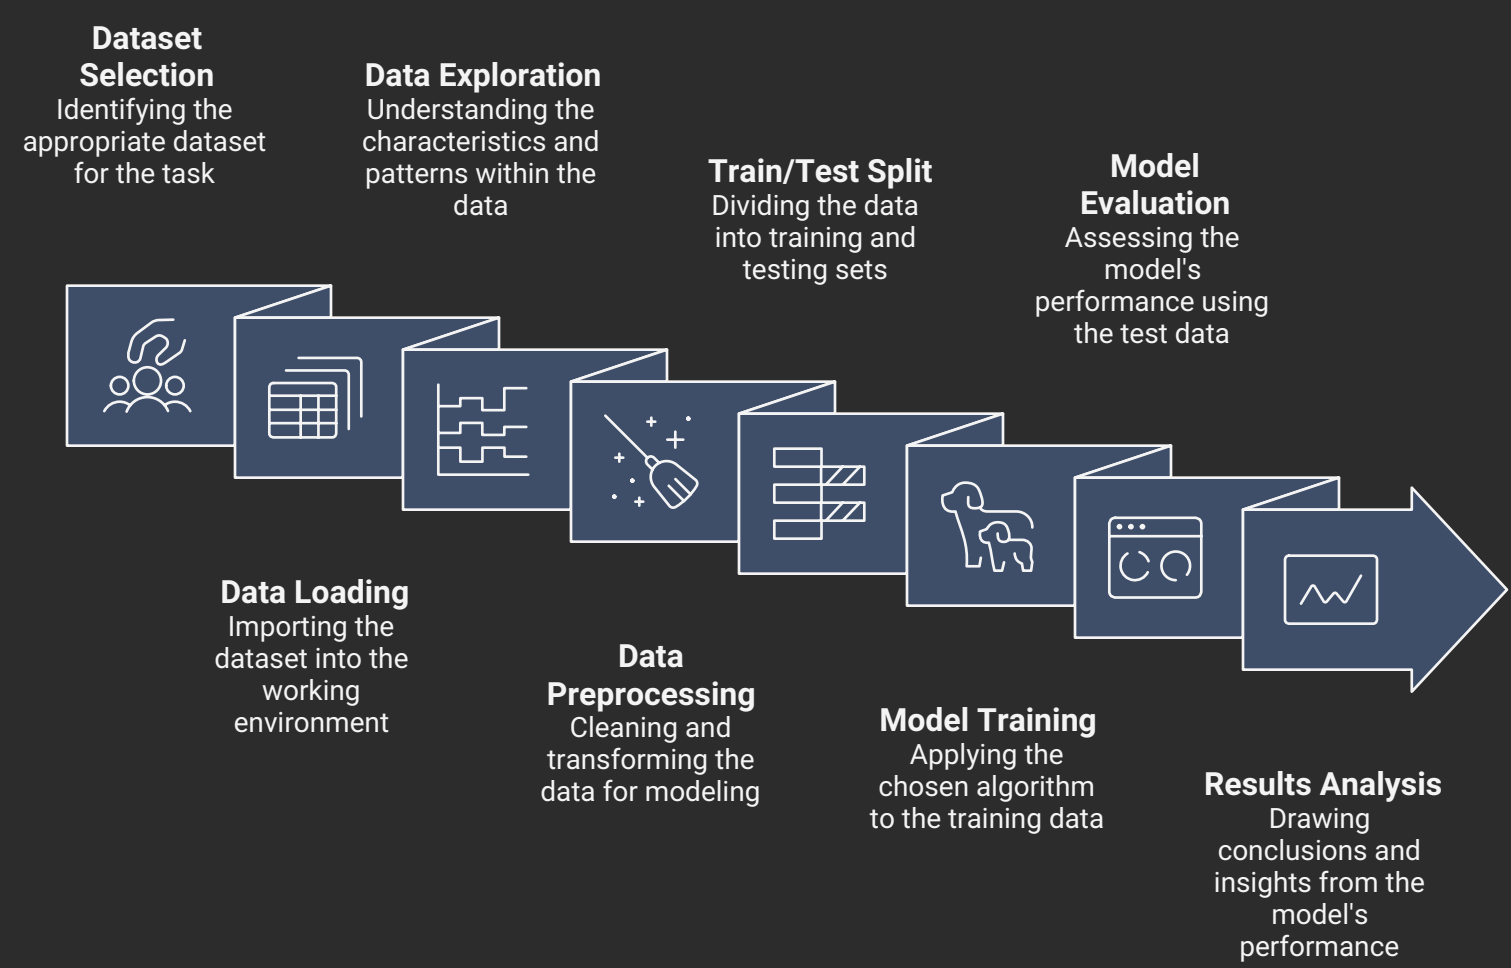 Dataset
Selection
Identifying the
appropriate dataset
for the task
Data Loading
Importing the
dataset into the
working
environment
Data Exploration
Understanding the
characteristics and
patterns within the
data
Data
Preprocessing
Cleaning and
transforming the
data for modeling
Train/Test Split
Dividing the data
into training and
testing sets
Model Training
Applying the
chosen algorithm
to the training data
Model
Evaluation
Assessing the
model's
performance using
the test data
Results Analysis
Drawing
conclusions and
insights from the
model's
performance